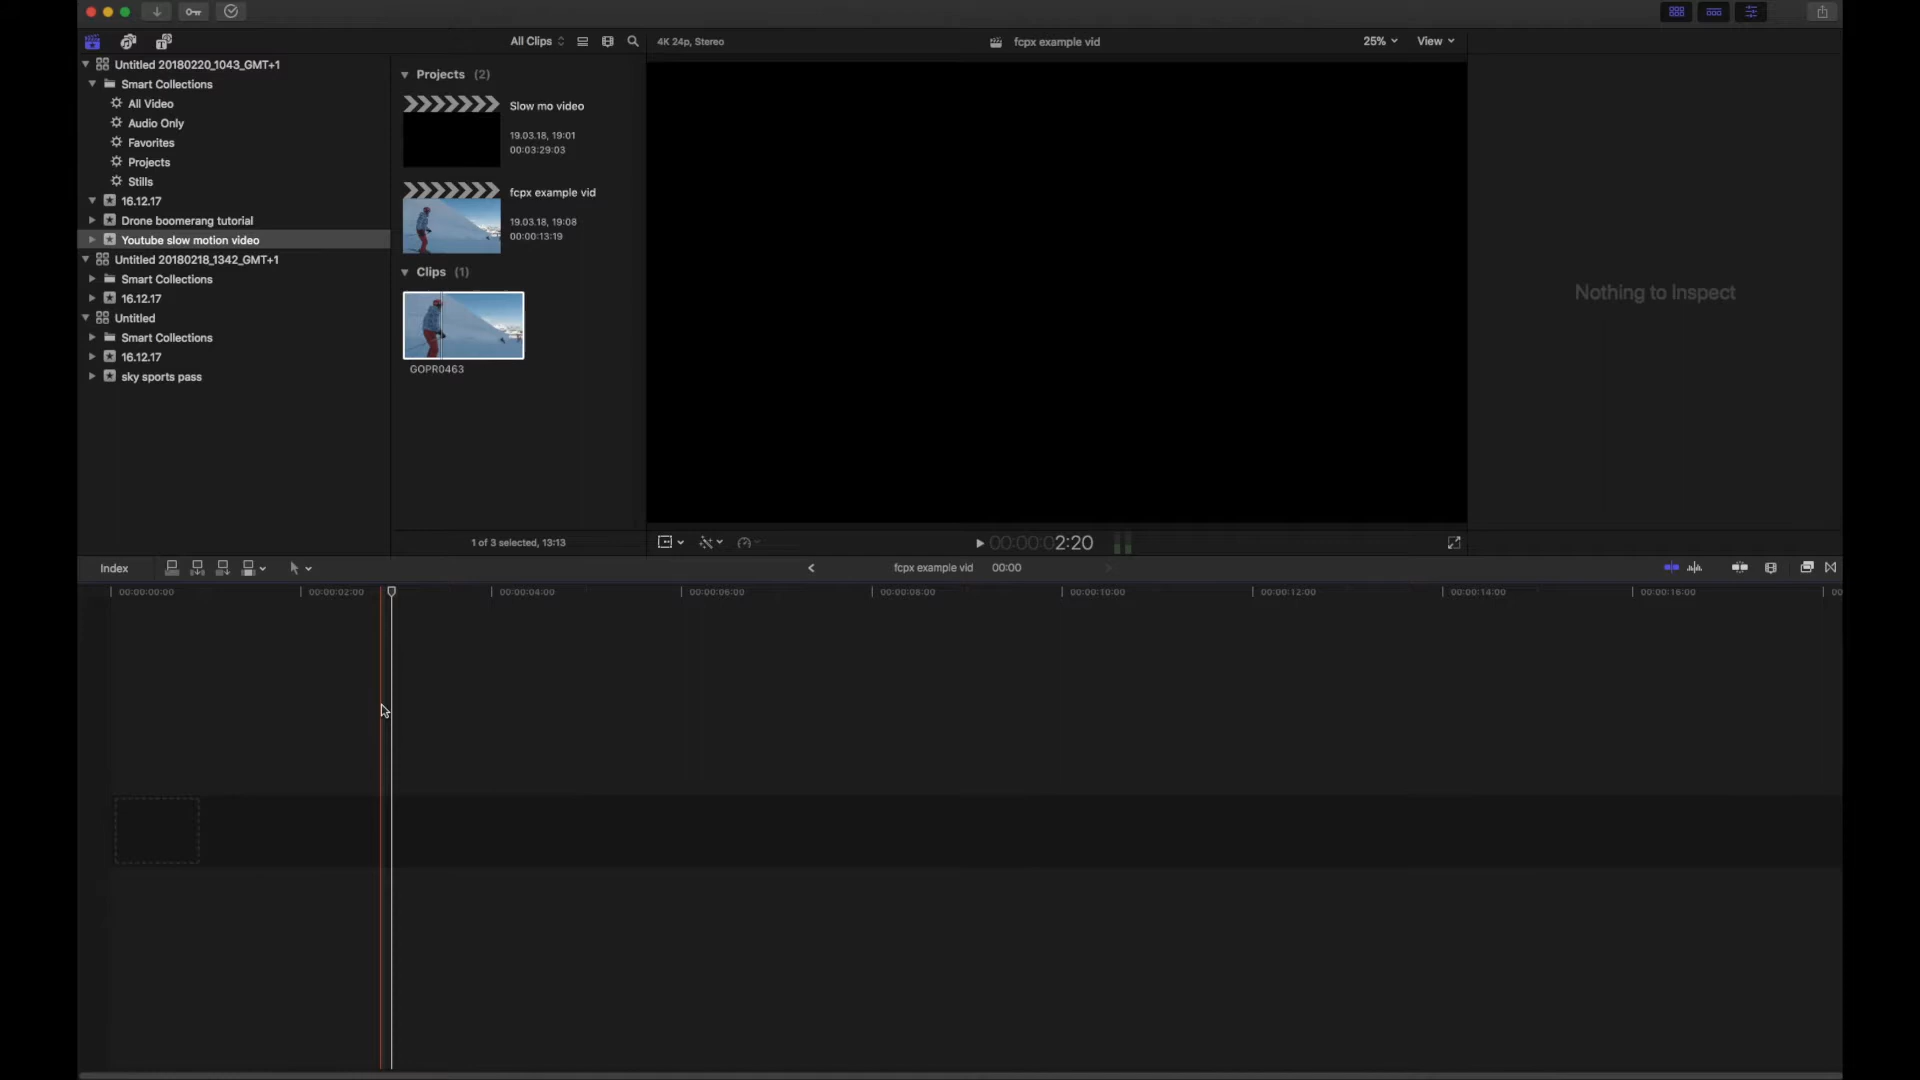 All Clips
4K 24p, Stereo
fcpx example vid
25%
View
Untitled 20180220_1043_GMT+1
Smart Collections
All Video
Audio Only
Favorites
Projects
Stills
16.12.17
Drone boomerang tutorial
Youtube slow motion video
Untitled 20180218_1342_GMT+1
Smart Collections
16.12.17
Untitled
Smart Collections
16.12.17
sky sports pass
Projects (2)
Slow mo video
19.03.18, 19:01
00:03:29:03
fcpx example vid
19.03.18, 19:08
00:00:13:19
Clips (1)
GOPR0463
1 of 3 selected, 13:13
Nothing to Inspect
00:00:02:20
Index
fcpx example vid 00:00
00:00:00:00 00:00:02:00 00:00:04:00 00:00:06:00 00:00:08:00 00:00:10:00 00:00:12:00 00:00:14:00 00:00:16:00 00